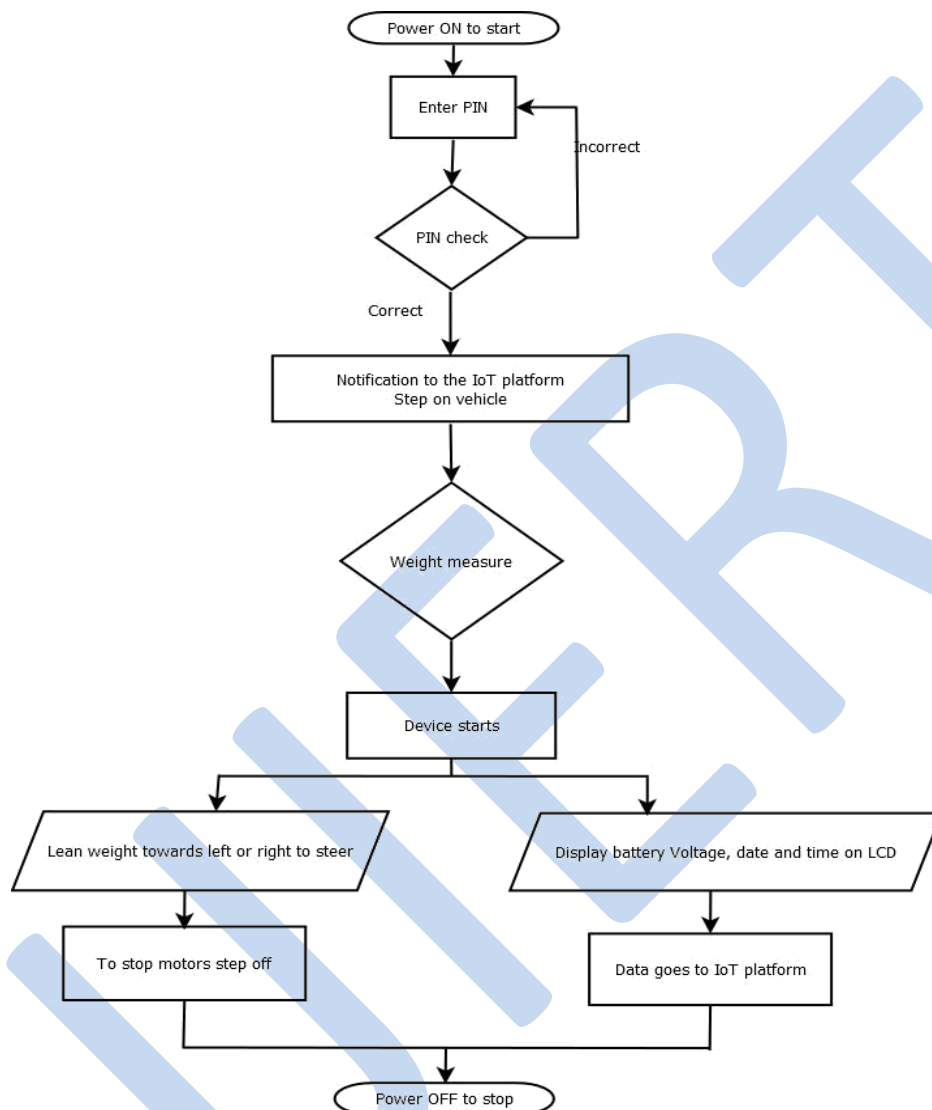 Power ON to start
Enter PIN
Incorrect
PIN check
Correct
Notification to the IoT platform
Step on vehicle
Weight measure
Device starts
Lean weight towards left or right to steer
Display battery Voltage, date and time on LCD
To stop motors step off
Data goes to IoT platform
Power OFF to stop